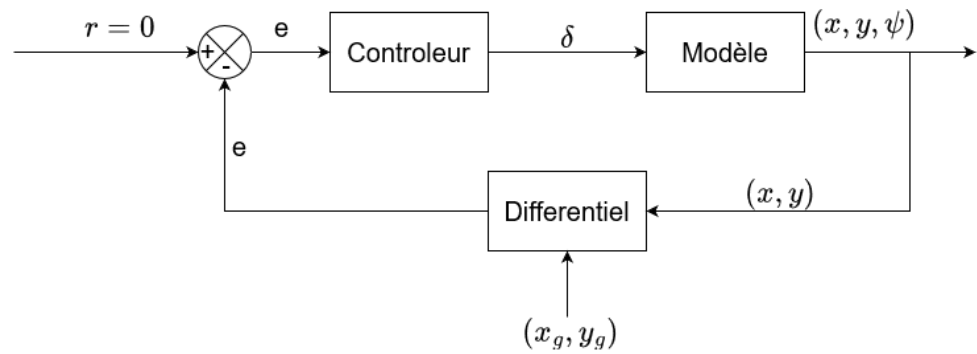 r = 0
+
-
e
Controleur
δ
Modèle
(x, y, ψ)
e
Differentiel
(x, y)
(x_g, y_g)